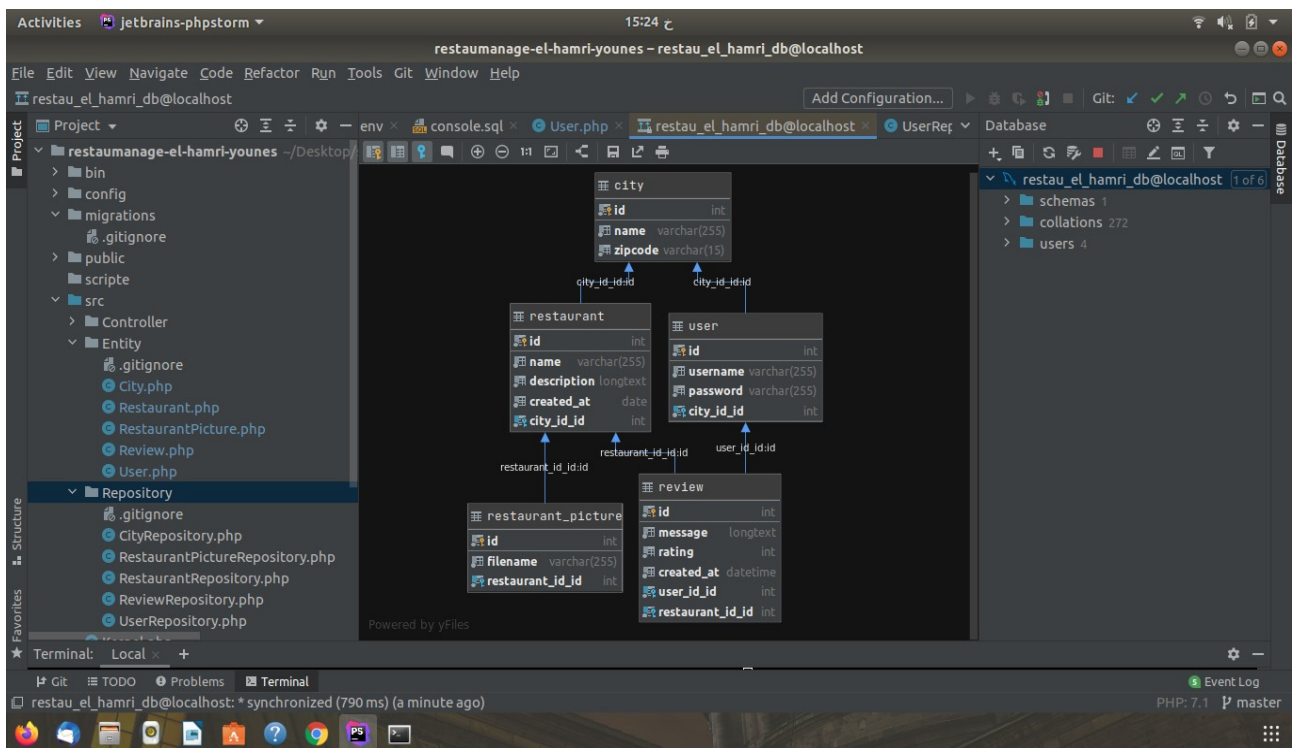 Activities jetbrains-phpstorm 15:24 خ
restaumanage-el-hamri-younes – restau_el_hamri_db@localhost
File Edit View Navigate Code Refactor Run Tools Git Window Help
restau_el_hamri_db@localhost Add Configuration... Git:
Project
Project
env console.sql User.php restau_el_hamri_db@localhost UserRep
Database
Database
restaumanage-el-hamri-younes ~/Desktop/
bin
config
migrations
.gitignore
public
scripte
src
Controller
Entity
.gitignore
City.php
Restaurant.php
RestaurantPicture.php
Review.php
User.php
Repository
.gitignore
CityRepository.php
RestaurantPictureRepository.php
RestaurantRepository.php
ReviewRepository.php
UserRepository.php
Structure
Favorites
1:1
city
id int
name varchar(255)
zipcode varchar(15)
city_id_id:id city_id_id:id
restaurant
id int
name varchar(255)
description longtext
created_at date
city_id_id int
user
id int
username varchar(255)
password varchar(255)
city_id_id int
restaurant_id_id:id
restaurant_id_id:id
user_id_id:id
restaurant_picture
id int
filename varchar(255)
restaurant_id_id int
review
id int
message longtext
rating int
created_at datetime
user_id_id int
restaurant_id_id int
Powered by yFiles
restau_el_hamri_db@localhost 1 of 6
schemas 1
collations 272
users 4
Terminal: Local +
Git TODO Problems Terminal Event Log
restau_el_hamri_db@localhost: * synchronized (790 ms) (a minute ago) PHP: 7.1 master